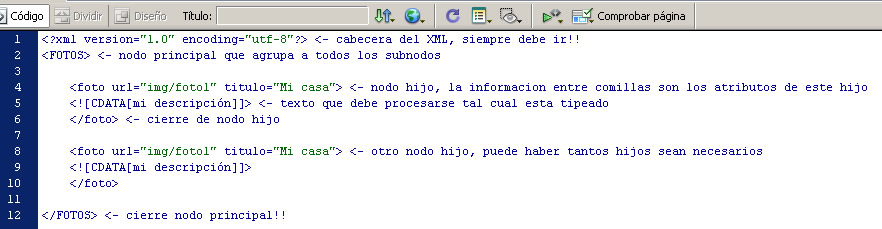 Código Dividir Diseño Título: Comprobar página
1 <?xml version="1.0" encoding="utf-8"?> <- cabecera del XML, siempre debe ir!!
2 <FOTOS> <- nodo principal que agrupa a todos los subnodos
3
4 <foto url="img/foto1" titulo="Mi casa"> <- nodo hijo, la informacion entre comillas son los atributos de este hijo
5 <![CDATA[mi descripción]]> <- texto que debe procesarse tal cual esta tipeado
6 </foto> <- cierre de nodo hijo
7
8 <foto url="img/foto1" titulo="Mi casa"> <- otro nodo hijo, puede haber tantos hijos sean necesarios
9 <![CDATA[mi descripción]]>
10 </foto>
11
12 </FOTOS> <- cierre nodo principal!!